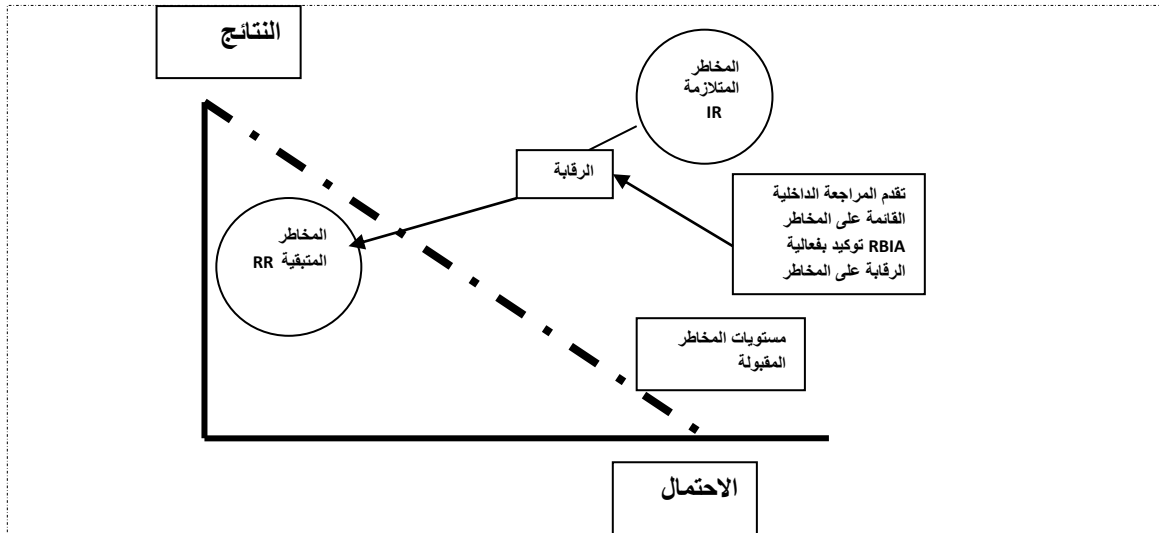 النتائج
المخاطر
المتلازمة
IR
الرقابة
تقدم المراجعة الداخلية
القائمة على المخاطر
RBIA توكيد بفعالية
الرقابة على المخاطر
المخاطر
المتبقية RR
مستويات المخاطر
المقبولة
الاحتمال